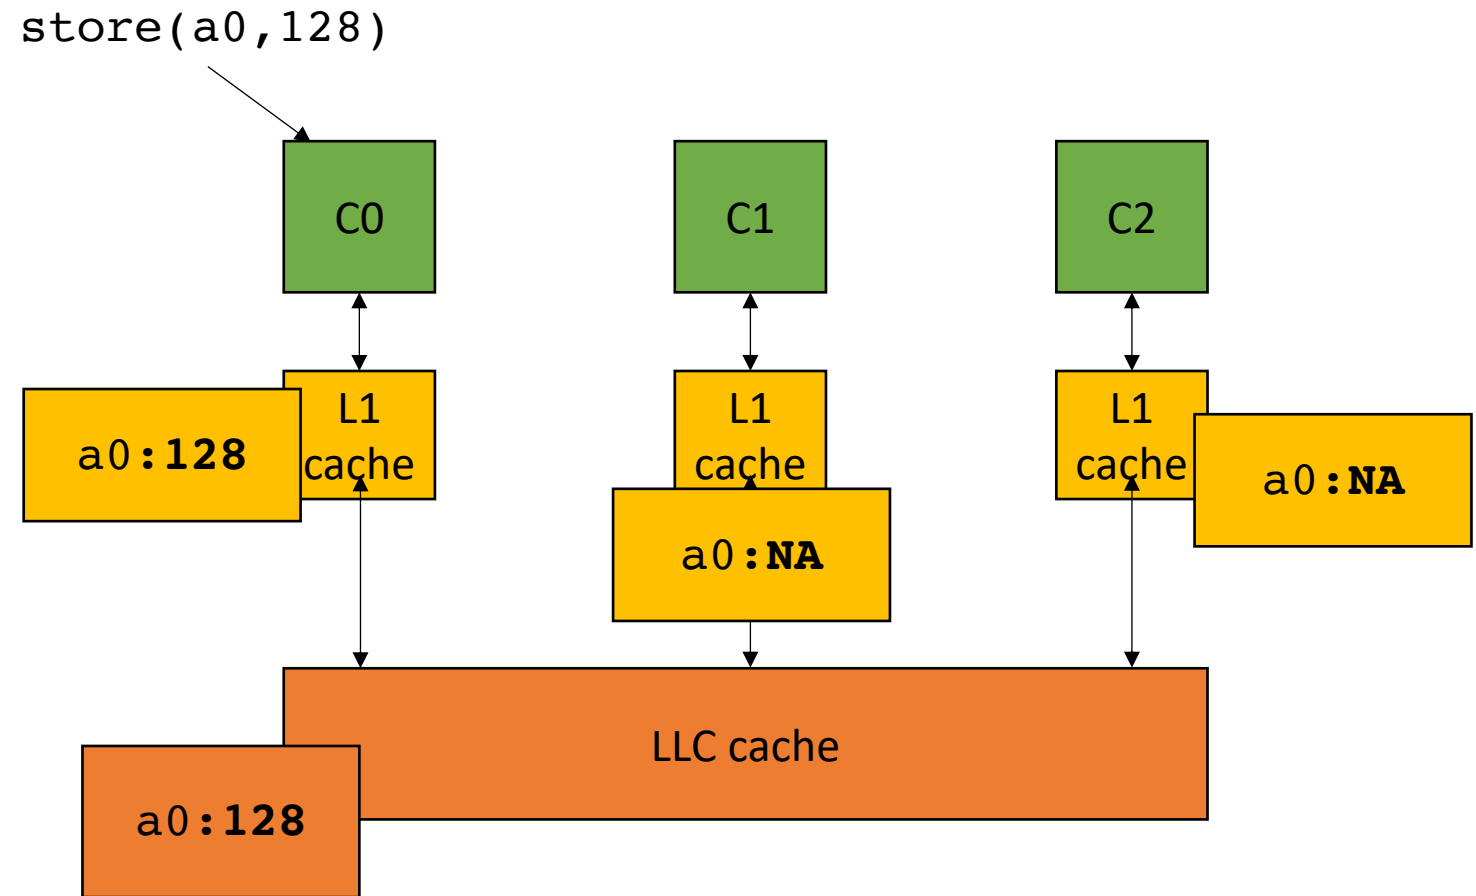 store(a0,128)
C0
C1
C2
L1
cache
L1
cache
L1
cache
a0:128
a0:NA
a0:NA
LLC cache
a0:128